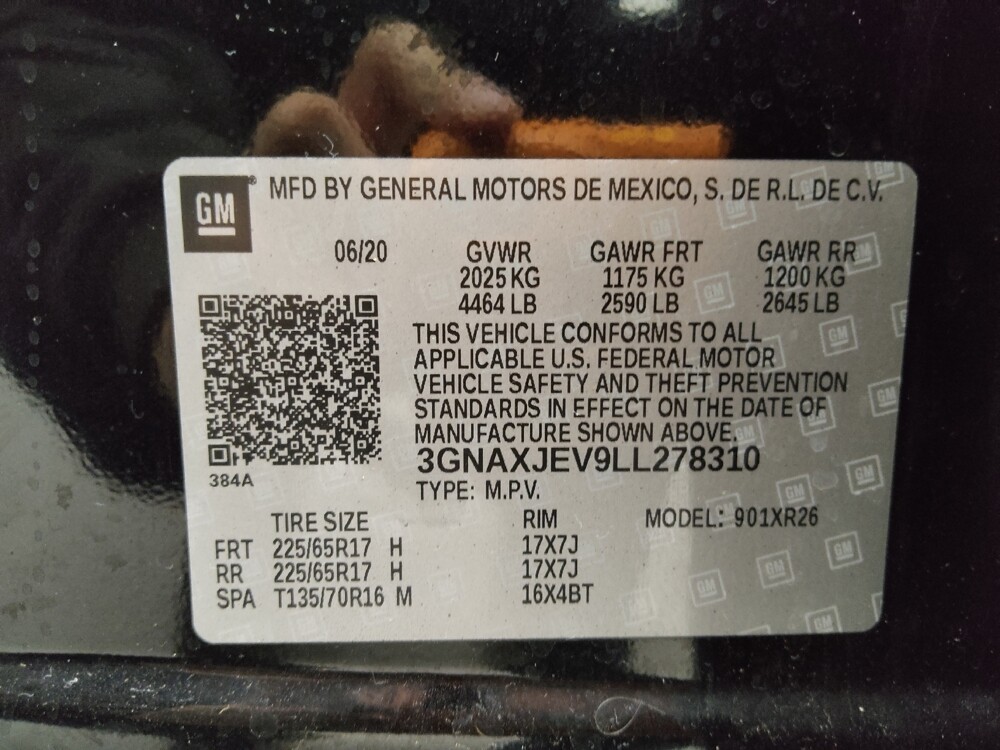 GM® MFD BY GENERAL MOTORS DE MEXICO, S. DE R.L. DE C.V.
06/20 GVWR GAWR FRT GAWR RR
2025 KG 1175 KG 1200 KG
4464 LB 2590 LB 2645 LB
THIS VEHICLE CONFORMS TO ALL
APPLICABLE U.S. FEDERAL MOTOR
VEHICLE SAFETY AND THEFT PREVENTION
STANDARDS IN EFFECT ON THE DATE OF
MANUFACTURE SHOWN ABOVE.
3GNAXJEV9LL278310
384A
TYPE: M.P.V.
TIRE SIZE RIM MODEL: 901XR26
FRT 225/65R17 H 17X7J
RR 225/65R17 H 17X7J
SPA T135/70R16 M 16X4BT